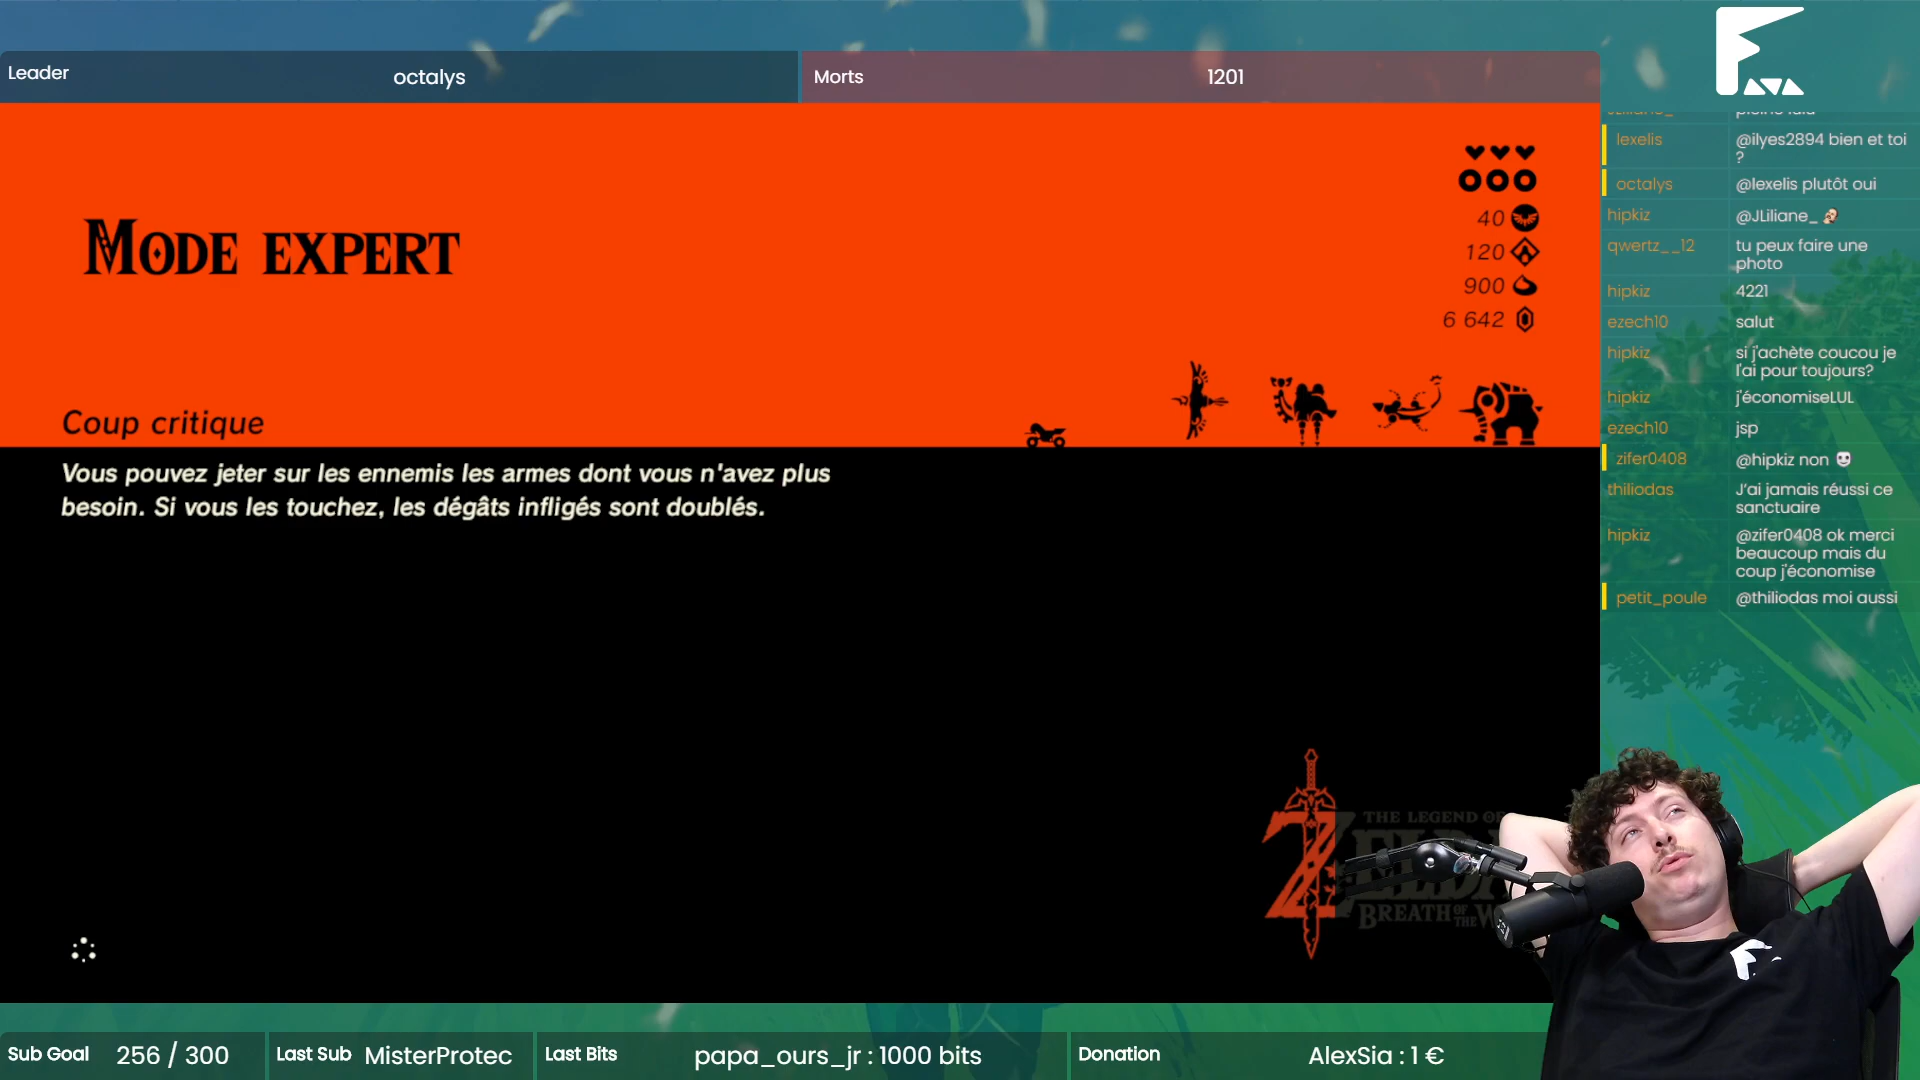 Leader
octalys
Morts
1201
MODE EXPERT
40
120
900
6 642
Coup critique
Vous pouvez jeter sur les ennemis les armes dont vous n'avez plus
besoin. Si vous les touchez, les dégâts infligés sont doublés.
THE LEGEND OF
ZELDA
BREATH OF THE W
lexelis
@ilyes2894 bien et toi
?
octalys
@lexelis plutôt oui
hipkiz
@JLiliane_
qwertz__12
tu peux faire une
photo
hipkiz
4221
ezech10
salut
hipkiz
si j'achète coucou je
l'ai pour toujours?
hipkiz
j'économiseLUL
ezech10
jsp
zifer0408
@hipkiz non
thiliodas
J'ai jamais réussi ce
sanctuaire
hipkiz
@zifer0408 ok merci
beaucoup mais du
coup j'économise
petit_poule
@thiliodas moi aussi
Sub Goal
256 / 300
Last Sub
MisterProtec
Last Bits
papa_ours_jr : 1000 bits
Donation
AlexSia : 1 €